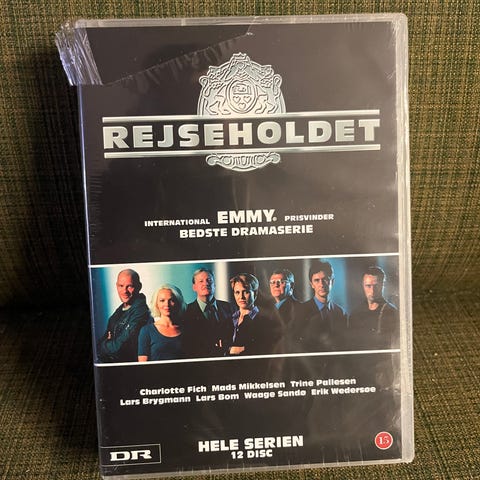 REJSEHOLDET
INTERNATIONAL EMMY® PRISVINDER
BEDSTE DRAMASERIE
Charlotte Fich Mads Mikkelsen Trine Pallesen
Lars Brygmann Lars Bom Waage Sandø Erik Wedersøe
HELE SERIEN
12 DISC
DR
15